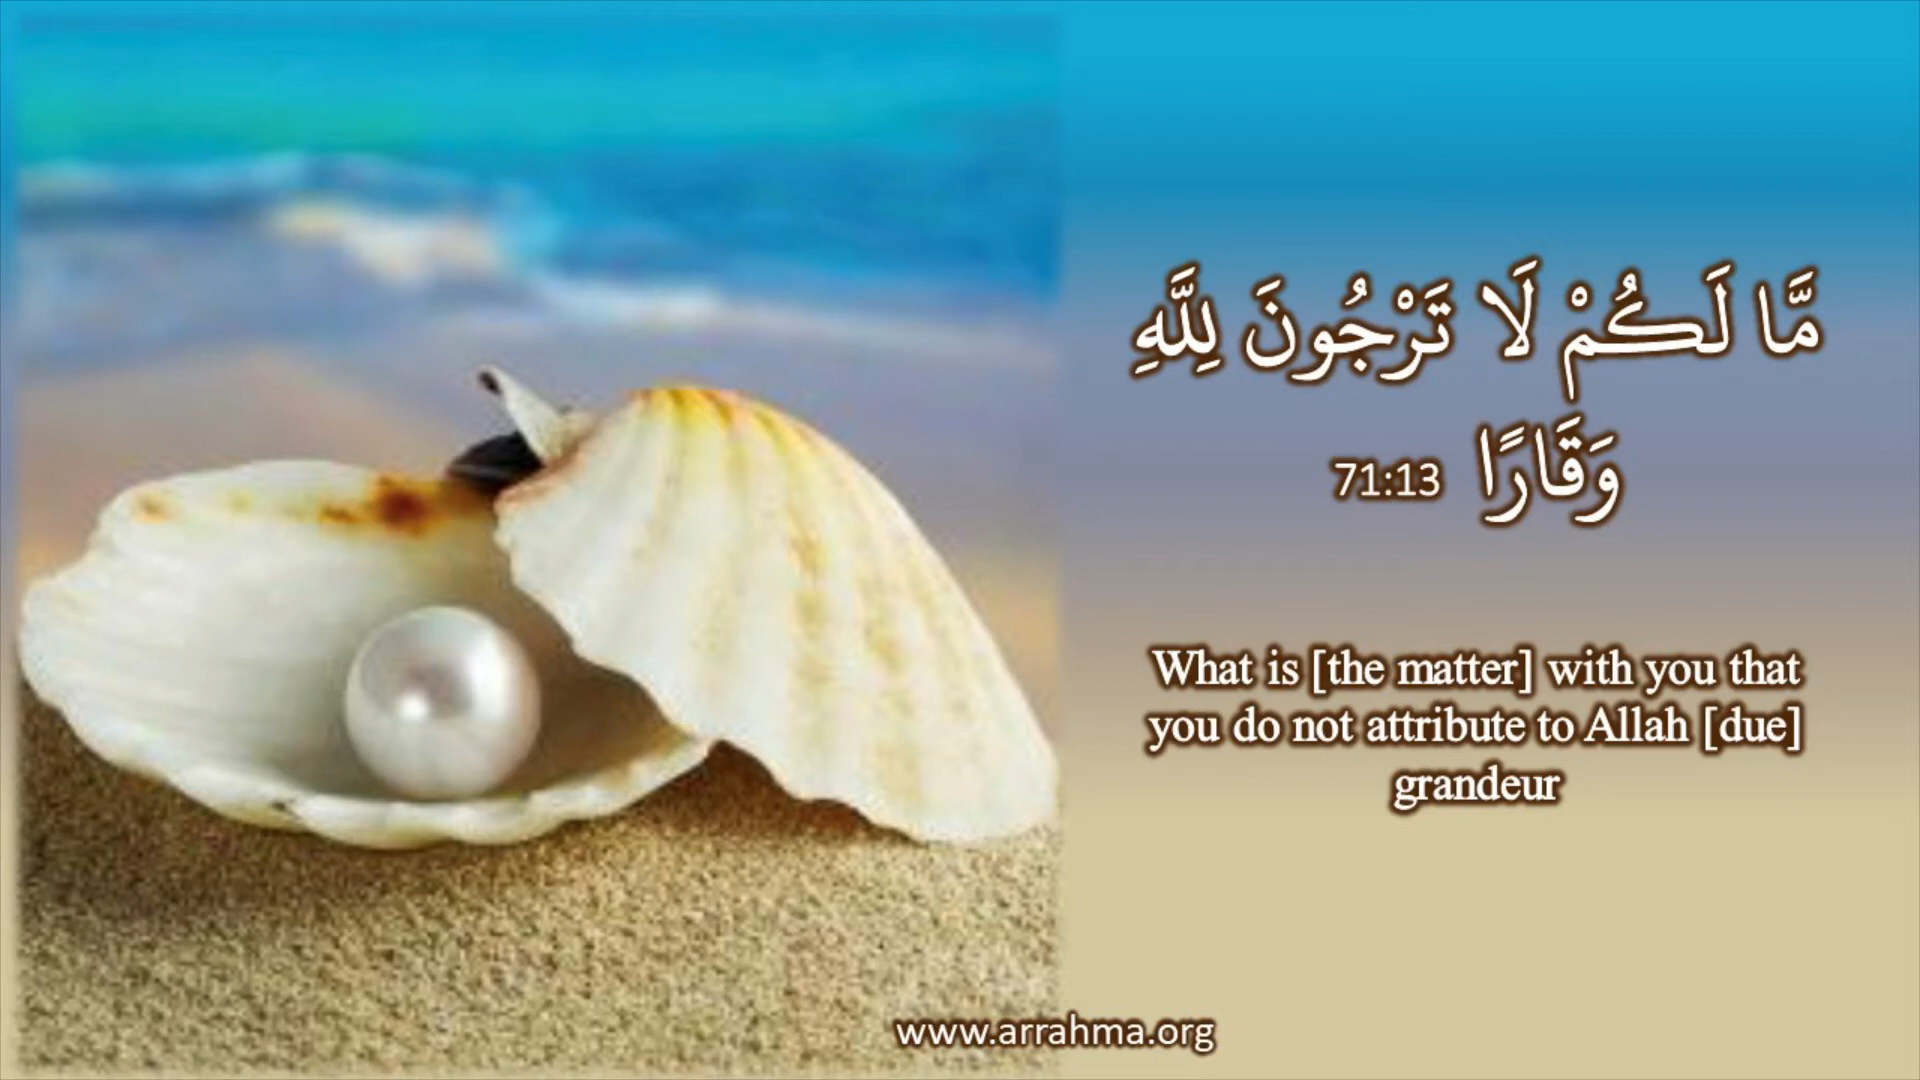 مَّا لَكُمْ لَا تَرْجُونَ لِلَّهِ
وَقَارًا 71:13
What is [the matter] with you that
you do not attribute to Allah [due]
grandeur
www.arrahma.org